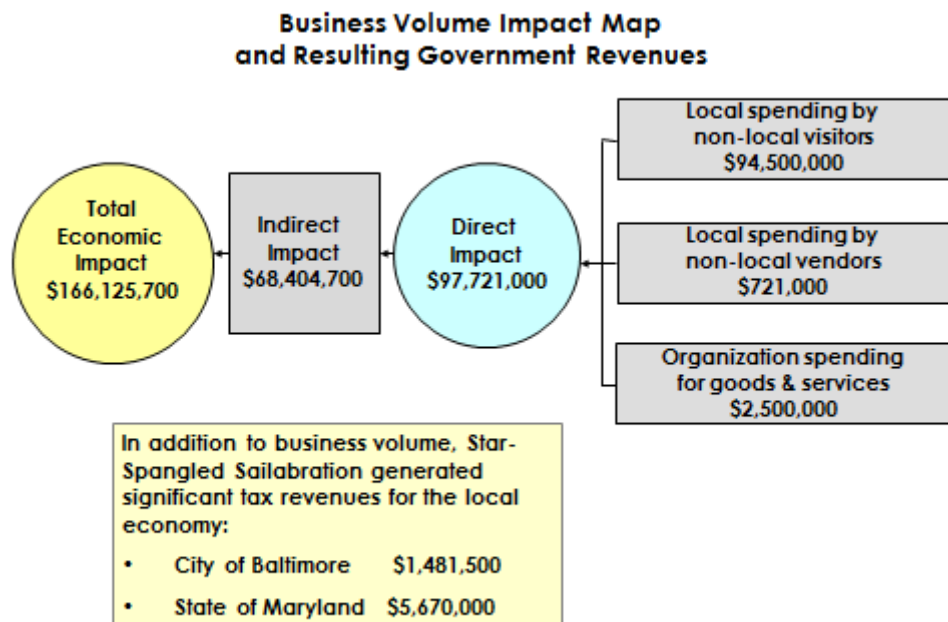 Business Volume Impact Map
and Resulting Government Revenues
Local spending by
non-local visitors
$94,500,000
Total
Economic
Impact
$166,125,700
Indirect
Impact
$68,404,700
Direct
Impact
$97,721,000
Local spending by
non-local vendors
$721,000
Organization spending
for goods & services
$2,500,000
In addition to business volume, Star-
Spangled Sailabration generated
significant tax revenues for the local
economy:
• City of Baltimore $1,481,500
• State of Maryland $5,670,000